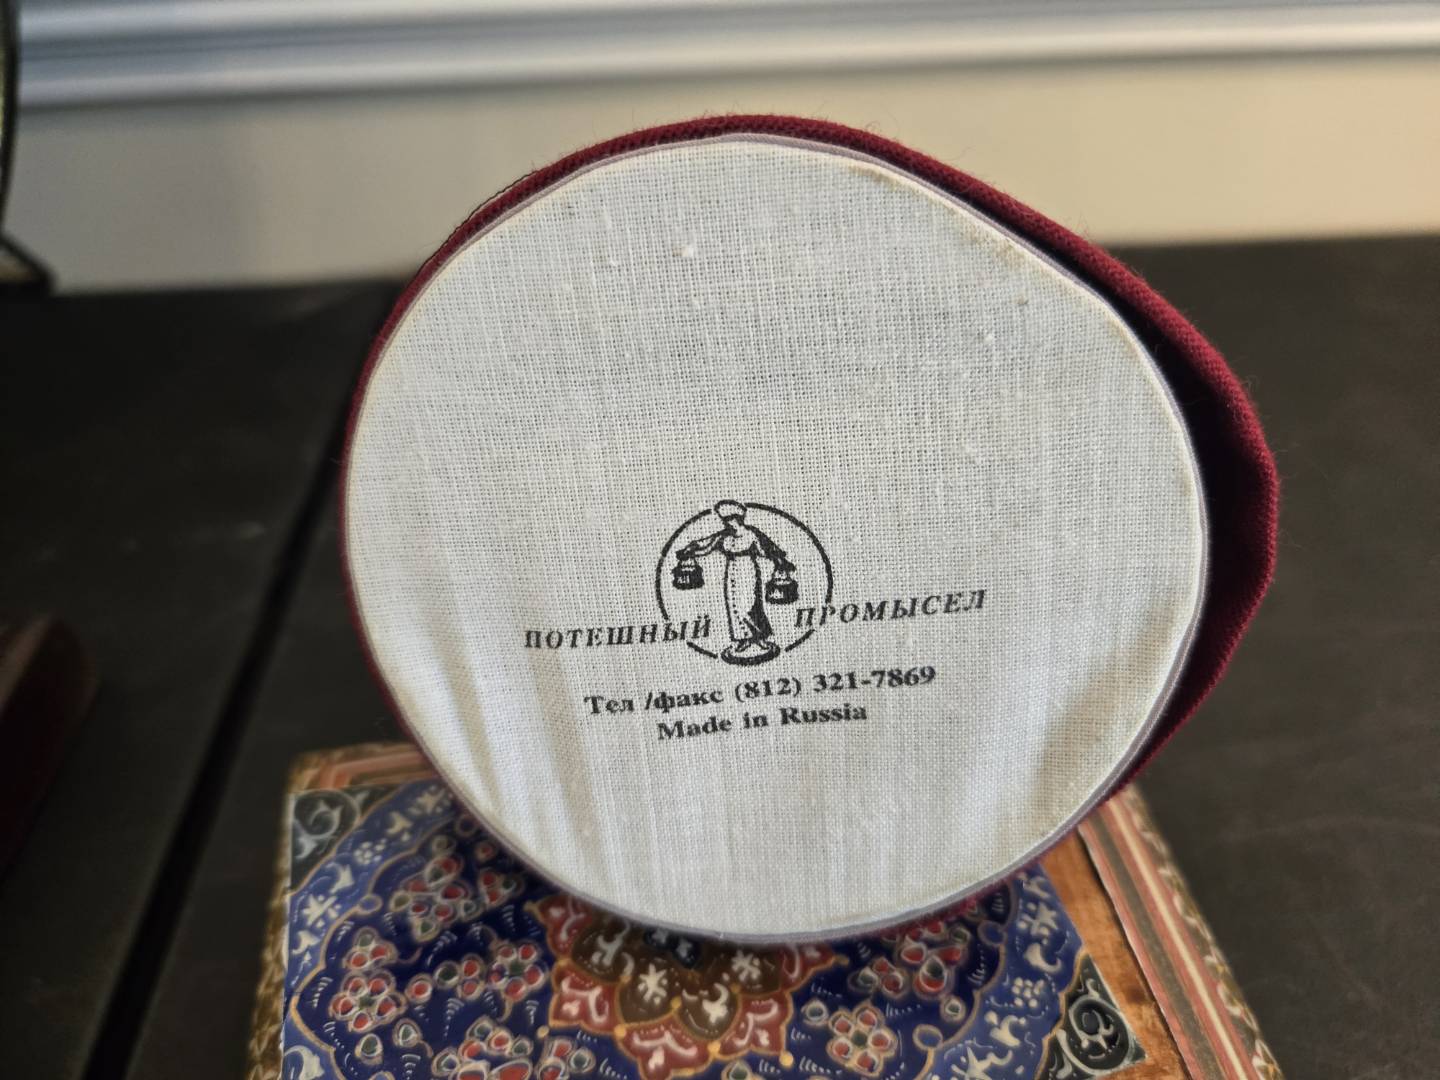 ПОТЕШНЫЙ ПРОМЫСЕЛ
Тел /факс (812) 321-7869
Made in Russia